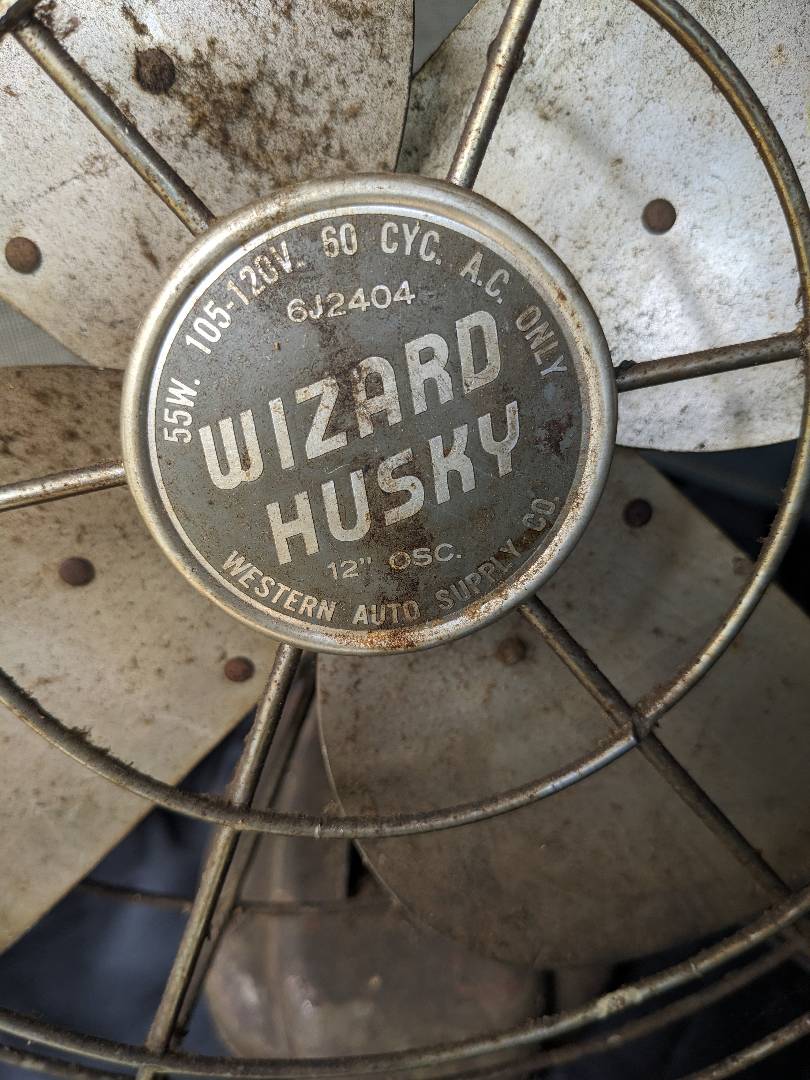 55W. 105-120V. 60 CYC. A.C. ONLY
6J2404
WIZARD
HUSKY
12" OSC.
WESTERN AUTO SUPPLY CO.